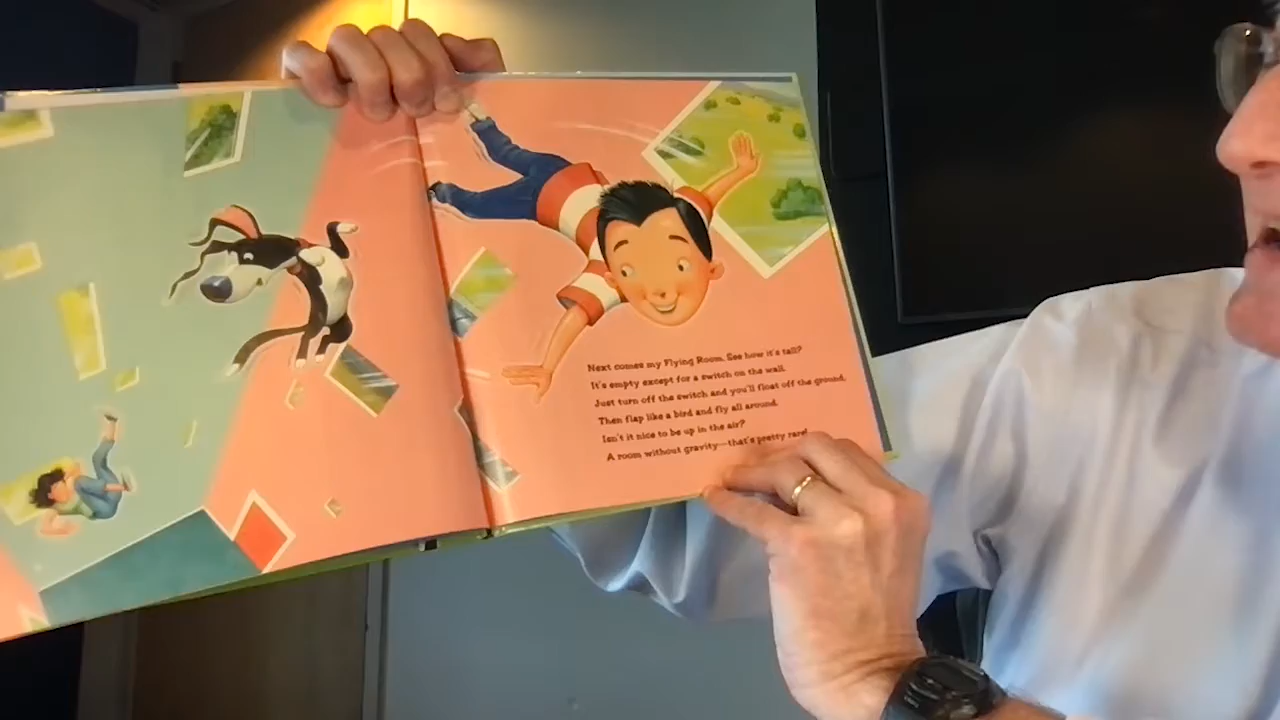 Next comes my Flying Room. See how it's tall?
It's empty except for a switch on the wall.
Just turn off the switch and you'll float off the ground.
Then flap like a bird and fly all around.
Isn't it nice to be up in the air?
A room without gravity—that's pretty rare!